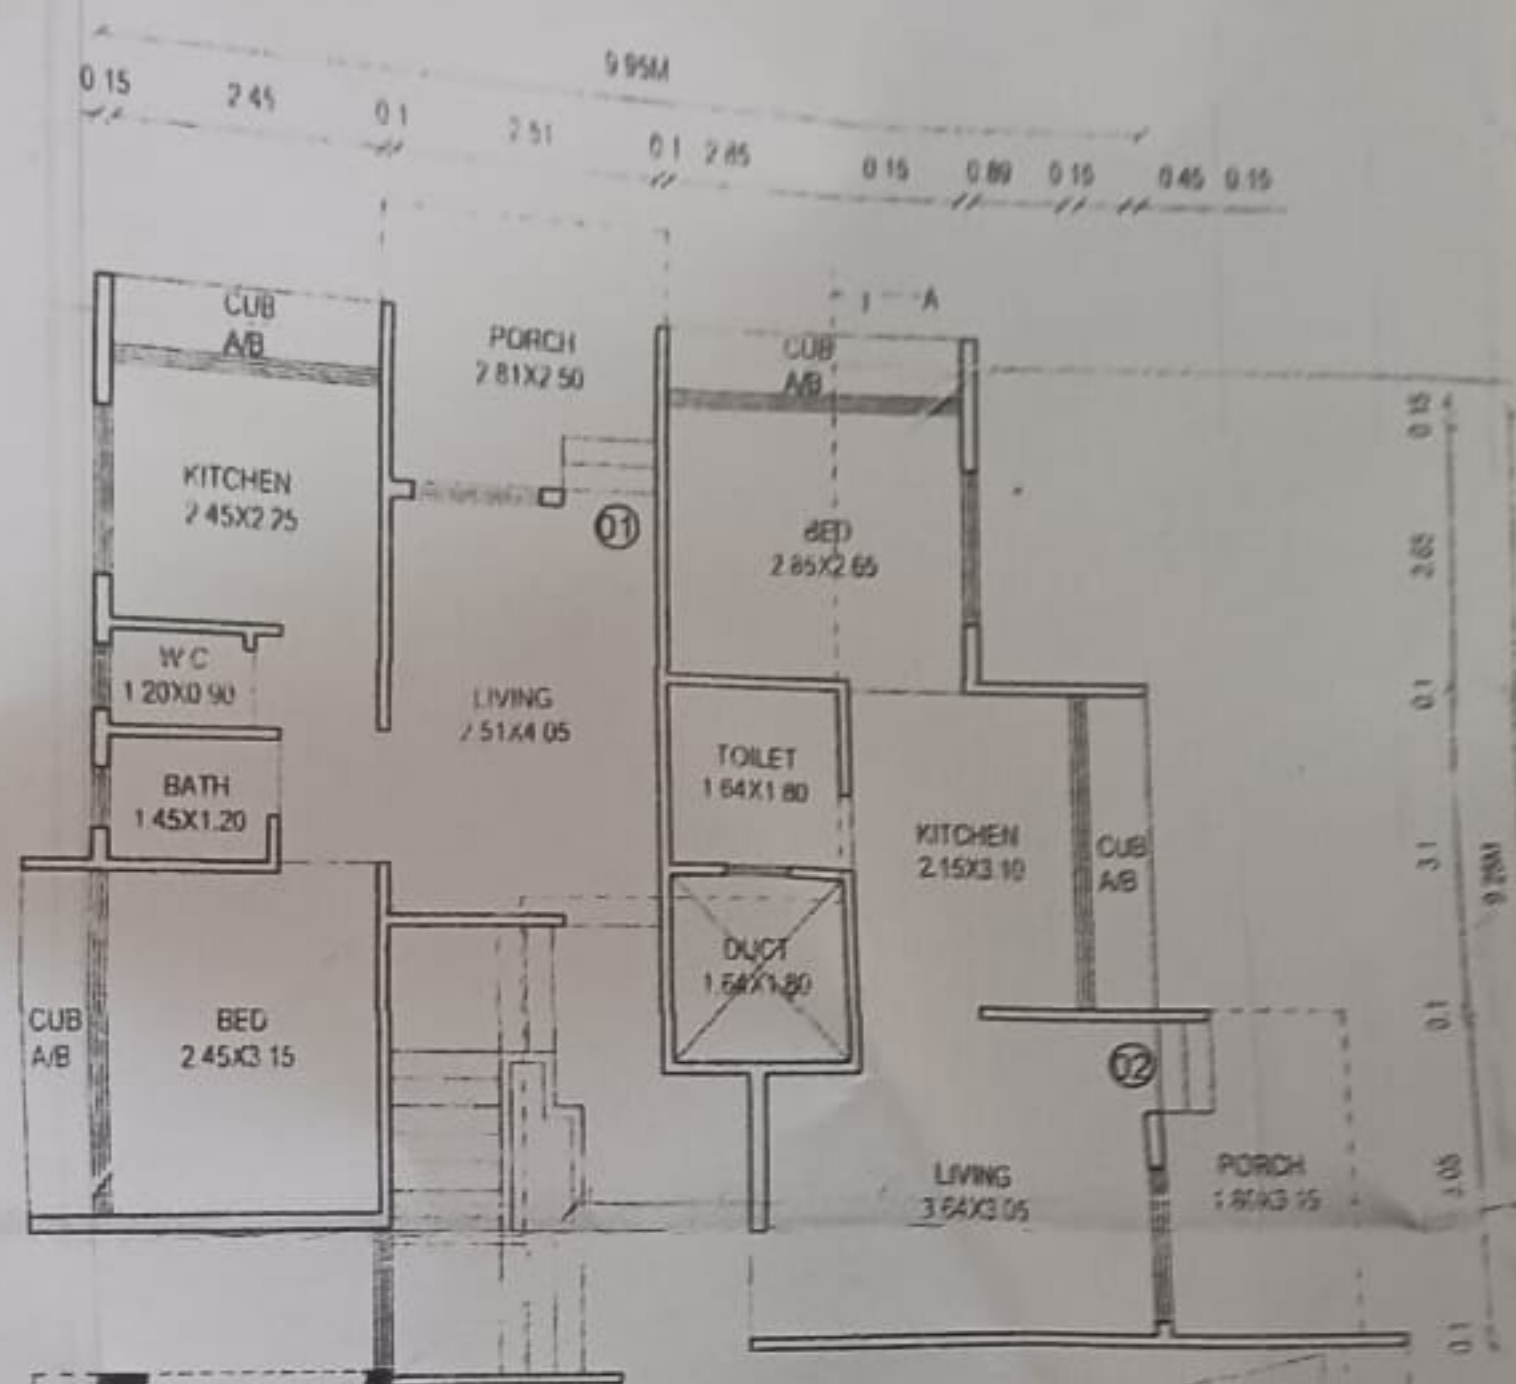 9.95M
0.15 2.45 0.1 2.51 0.1 2.85 0.15 0.89 0.15 0.45 0.15
A
CUB
A/B
PORCH
2.81X2.50
CUB
A/B
KITCHEN
2.45X2.25
01
BED
2.85X2.65
W.C
1.20X0.90
LIVING
2.51X4.05
TOILET
1.64X1.80
BATH
1.45X1.20
KITCHEN
2.15X3.10
CUB
A/B
DUCT
1.64X1.80
CUB
A/B
BED
2.45X3.15
02
LIVING
3.64X3.05
PORCH
0.15
2.65
0.1
3.1
0.1
0.1